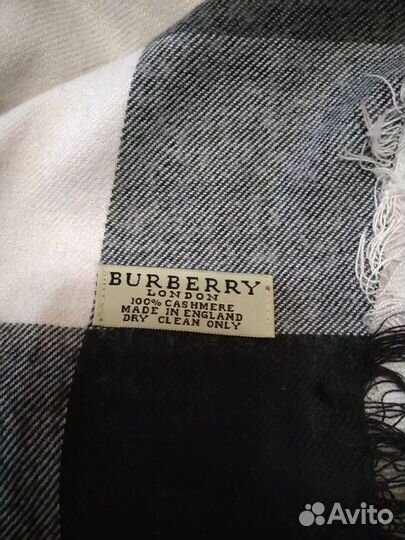 BURBERRY®
LONDON
100% CASHMERE
MADE IN ENGLAND
DRY CLEAN ONLY
Avito